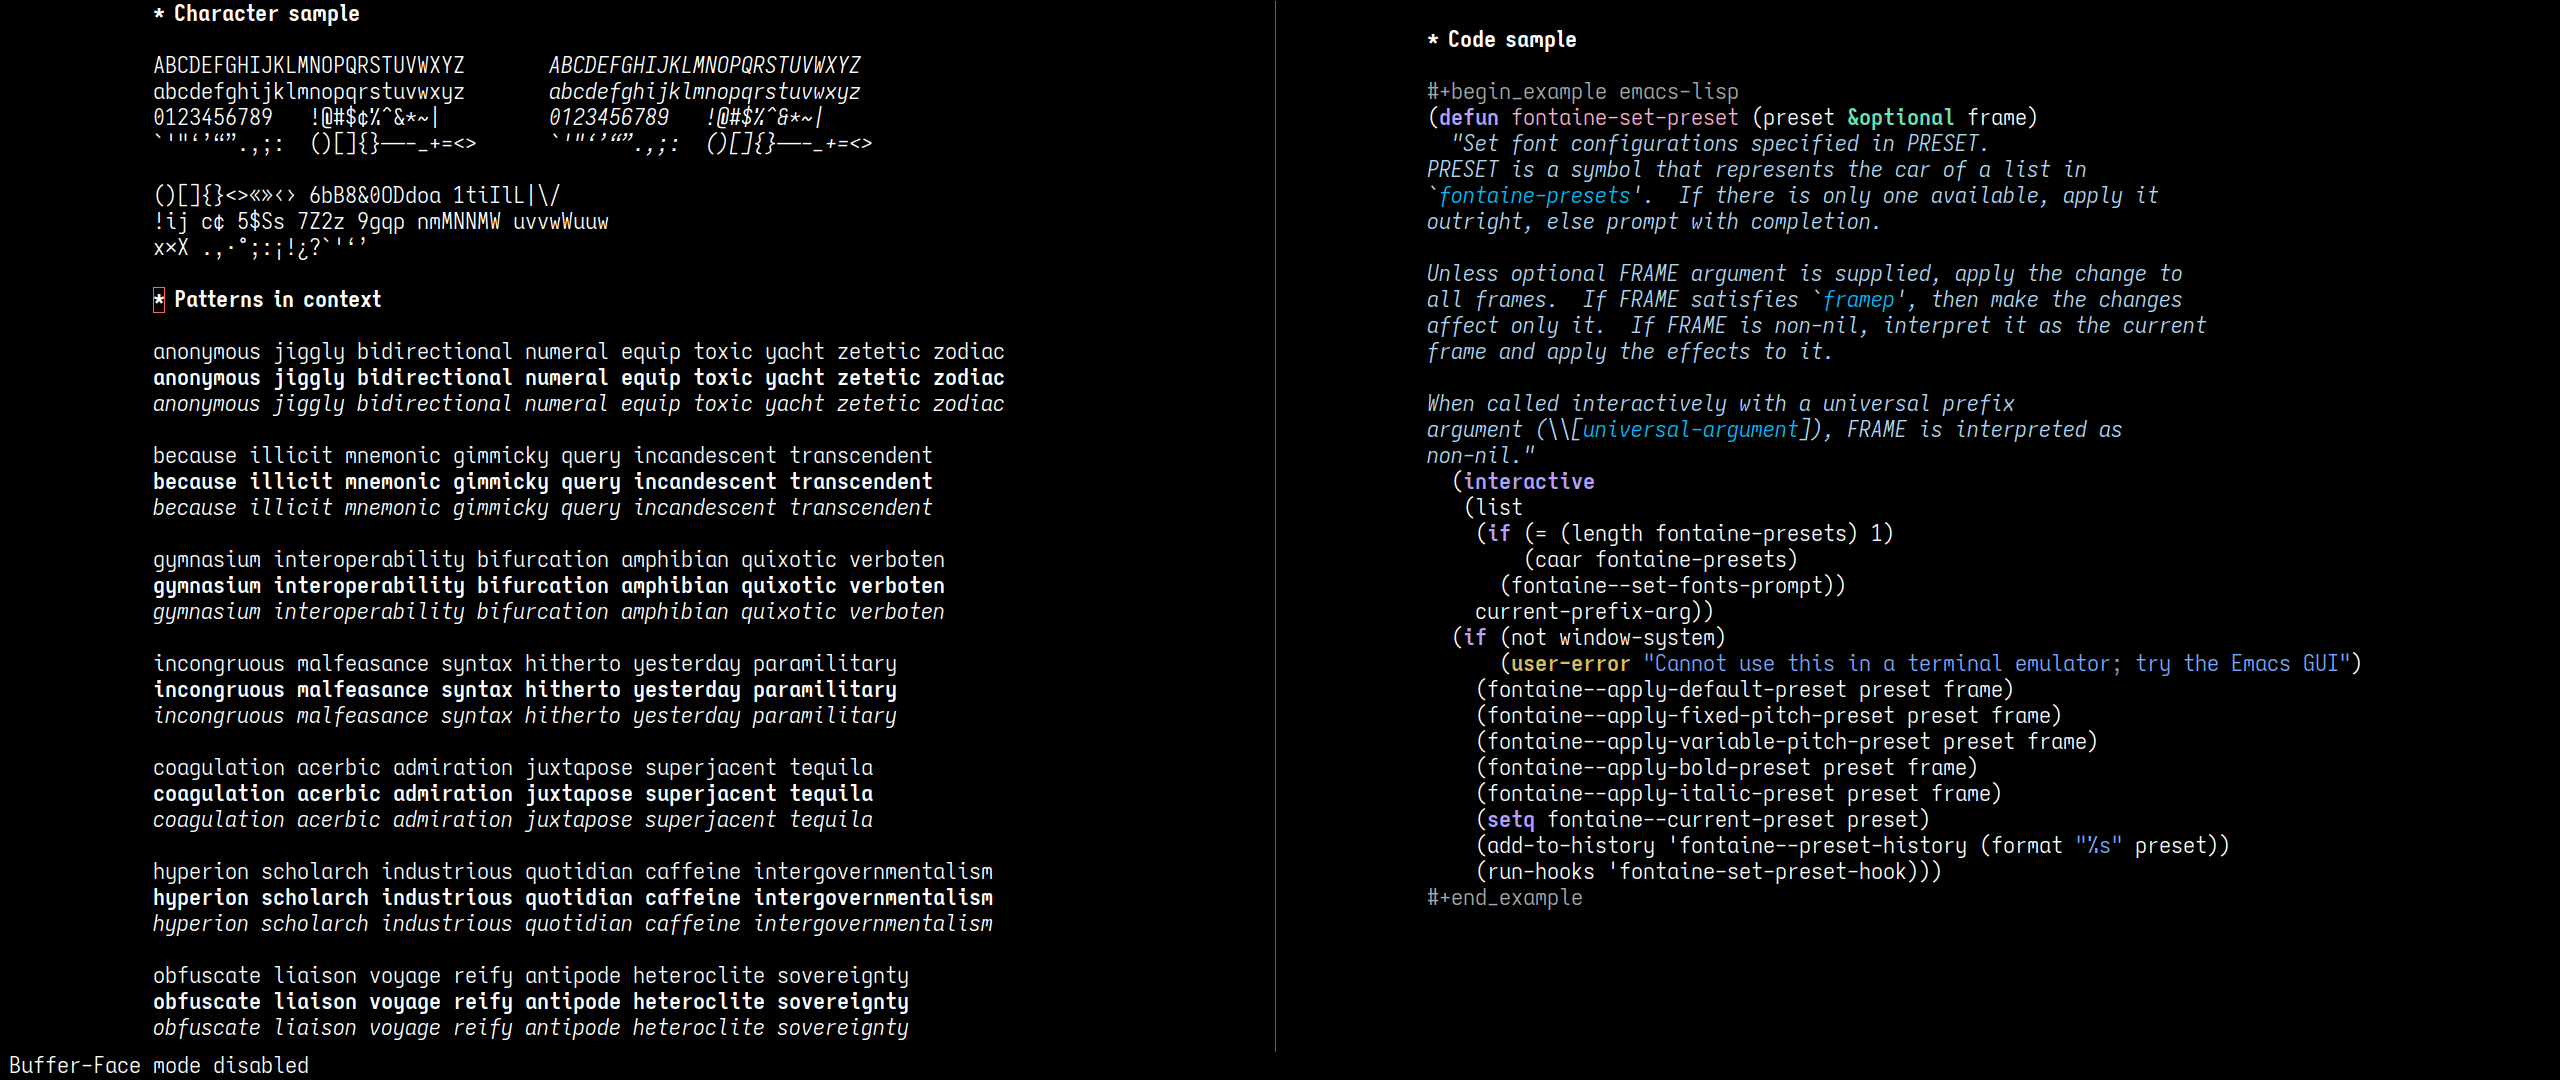 * Character sample

ABCDEFGHIJKLMNOPQRSTUVWXYZ       ABCDEFGHIJKLMNOPQRSTUVWXYZ
abcdefghijklmnopqrstuvwxyz       abcdefghijklmnopqrstuvwxyz
0123456789   !@#$¢%^&*~|         0123456789   !@#$%^&*~|
`'"‘’“”.,;:  ()[]{}—–-_+=<>      `'"‘’“”.,;:  ()[]{}—–-_+=<>

()[]{}<>«»‹› 6bB8&0ODdoa 1tiIlL|\/
!ij c¢ 5$Ss 7Z2z 9gqp nmMNNMW uvvwWuuw
x×X .,·°;:¡!¿?`'‘’

* Patterns in context

anonymous jiggly bidirectional numeral equip toxic yacht zetetic zodiac
anonymous jiggly bidirectional numeral equip toxic yacht zetetic zodiac
anonymous jiggly bidirectional numeral equip toxic yacht zetetic zodiac

because illicit mnemonic gimmicky query incandescent transcendent
because illicit mnemonic gimmicky query incandescent transcendent
because illicit mnemonic gimmicky query incandescent transcendent

gymnasium interoperability bifurcation amphibian quixotic verboten
gymnasium interoperability bifurcation amphibian quixotic verboten
gymnasium interoperability bifurcation amphibian quixotic verboten

incongruous malfeasance syntax hitherto yesterday paramilitary
incongruous malfeasance syntax hitherto yesterday paramilitary
incongruous malfeasance syntax hitherto yesterday paramilitary

coagulation acerbic admiration juxtapose superjacent tequila
coagulation acerbic admiration juxtapose superjacent tequila
coagulation acerbic admiration juxtapose superjacent tequila

hyperion scholarch industrious quotidian caffeine intergovernmentalism
hyperion scholarch industrious quotidian caffeine intergovernmentalism
hyperion scholarch industrious quotidian caffeine intergovernmentalism

obfuscate liaison voyage reify antipode heteroclite sovereignty
obfuscate liaison voyage reify antipode heteroclite sovereignty
obfuscate liaison voyage reify antipode heteroclite sovereignty

* Code sample

#+begin_example emacs-lisp
(defun fontaine-set-preset (preset &optional frame)
  "Set font configurations specified in PRESET.
PRESET is a symbol that represents the car of a list in
`fontaine-presets'.  If there is only one available, apply it
outright, else prompt with completion.

Unless optional FRAME argument is supplied, apply the change to
all frames.  If FRAME satisfies `framep', then make the changes
affect only it.  If FRAME is non-nil, interpret it as the current
frame and apply the effects to it.

When called interactively with a universal prefix
argument (\\[universal-argument]), FRAME is interpreted as
non-nil."
  (interactive
   (list
    (if (= (length fontaine-presets) 1)
        (caar fontaine-presets)
      (fontaine--set-fonts-prompt))
    current-prefix-arg))
  (if (not window-system)
      (user-error "Cannot use this in a terminal emulator; try the Emacs GUI")
    (fontaine--apply-default-preset preset frame)
    (fontaine--apply-fixed-pitch-preset preset frame)
    (fontaine--apply-variable-pitch-preset preset frame)
    (fontaine--apply-bold-preset preset frame)
    (fontaine--apply-italic-preset preset frame)
    (setq fontaine--current-preset preset)
    (add-to-history 'fontaine--preset-history (format "%s" preset))
    (run-hooks 'fontaine-set-preset-hook)))
#+end_example

Buffer-Face mode disabled